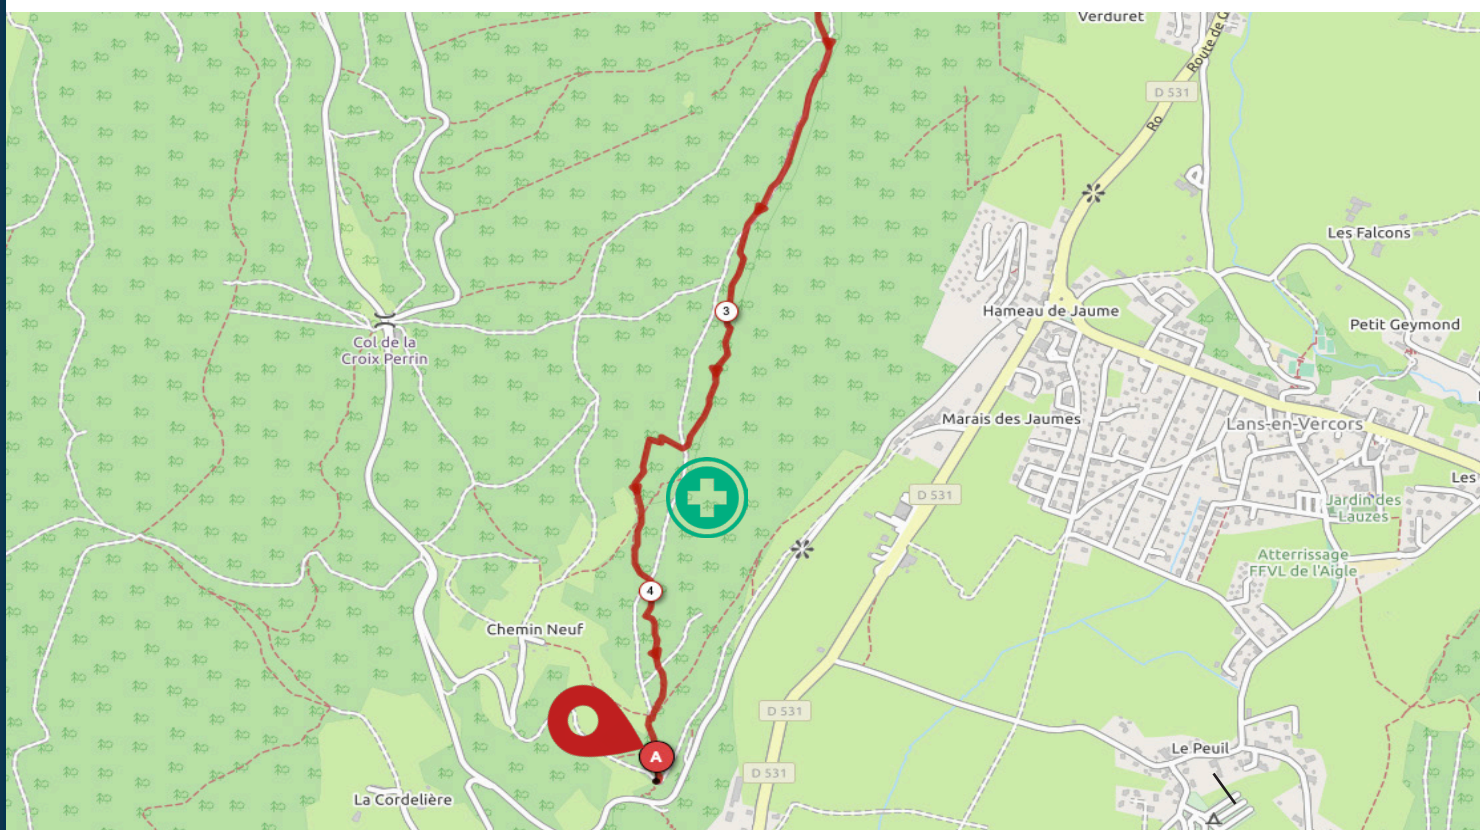 Verduret
Route de G
D 531
Ro
Les Falcons
Hameau de Jaume
Petit Geymond
3
Col de la
Croix Perrin
Marais des Jaumes
Lans-en-Vercors
Les
D 531
Jardin des
Lauzes
Atterrissage
FFVL de l'Aigle
4
Chemin Neuf
D 531
Le Peuil
A
D 531
La Cordelière